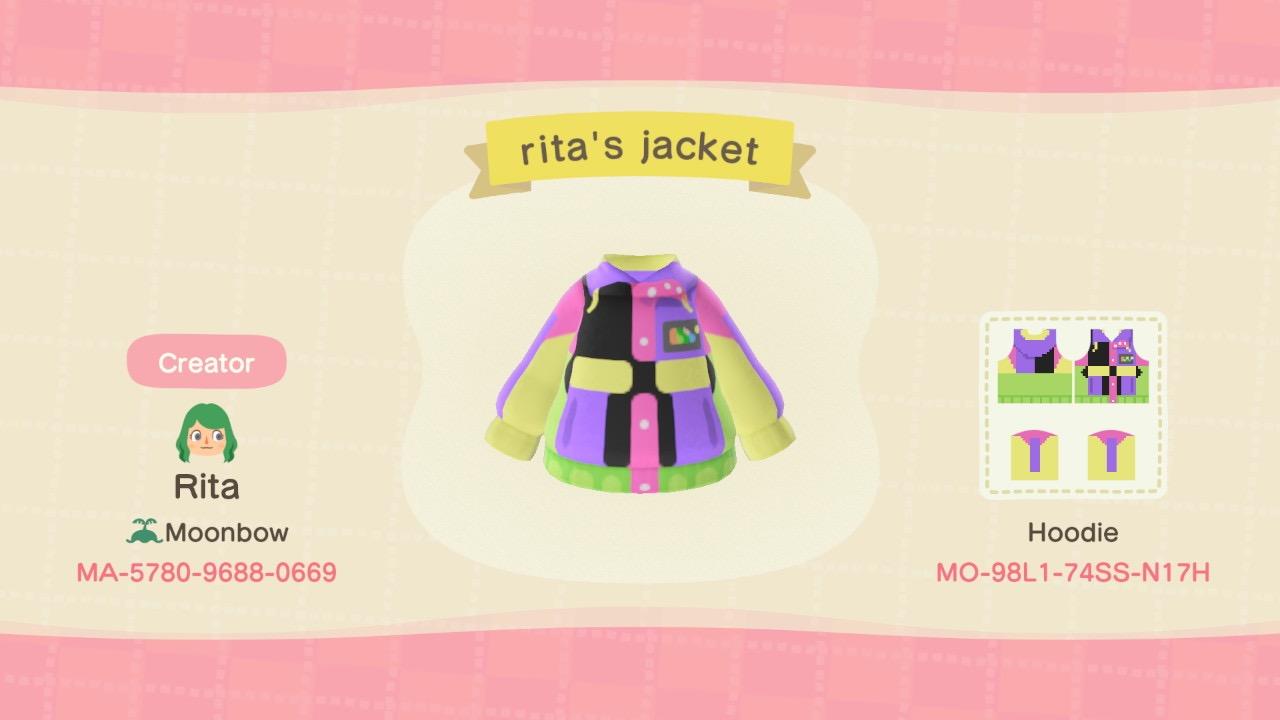 rita's jacket
Creator
Rita
Moonbow
MA-5780-9688-0669
Hoodie
MO-98L1-74SS-N17H